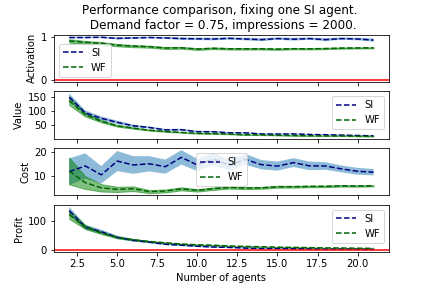 Performance comparison, fixing one SI agent.
Demand factor = 0.75, impressions = 2000.
Activation
1
0
SI
WF
Value
150
100
50
SI
WF
Cost
20
10
SI
WF
Profit
100
0
SI
WF
2.5 5.0 7.5 10.0 12.5 15.0 17.5 20.0
Number of agents